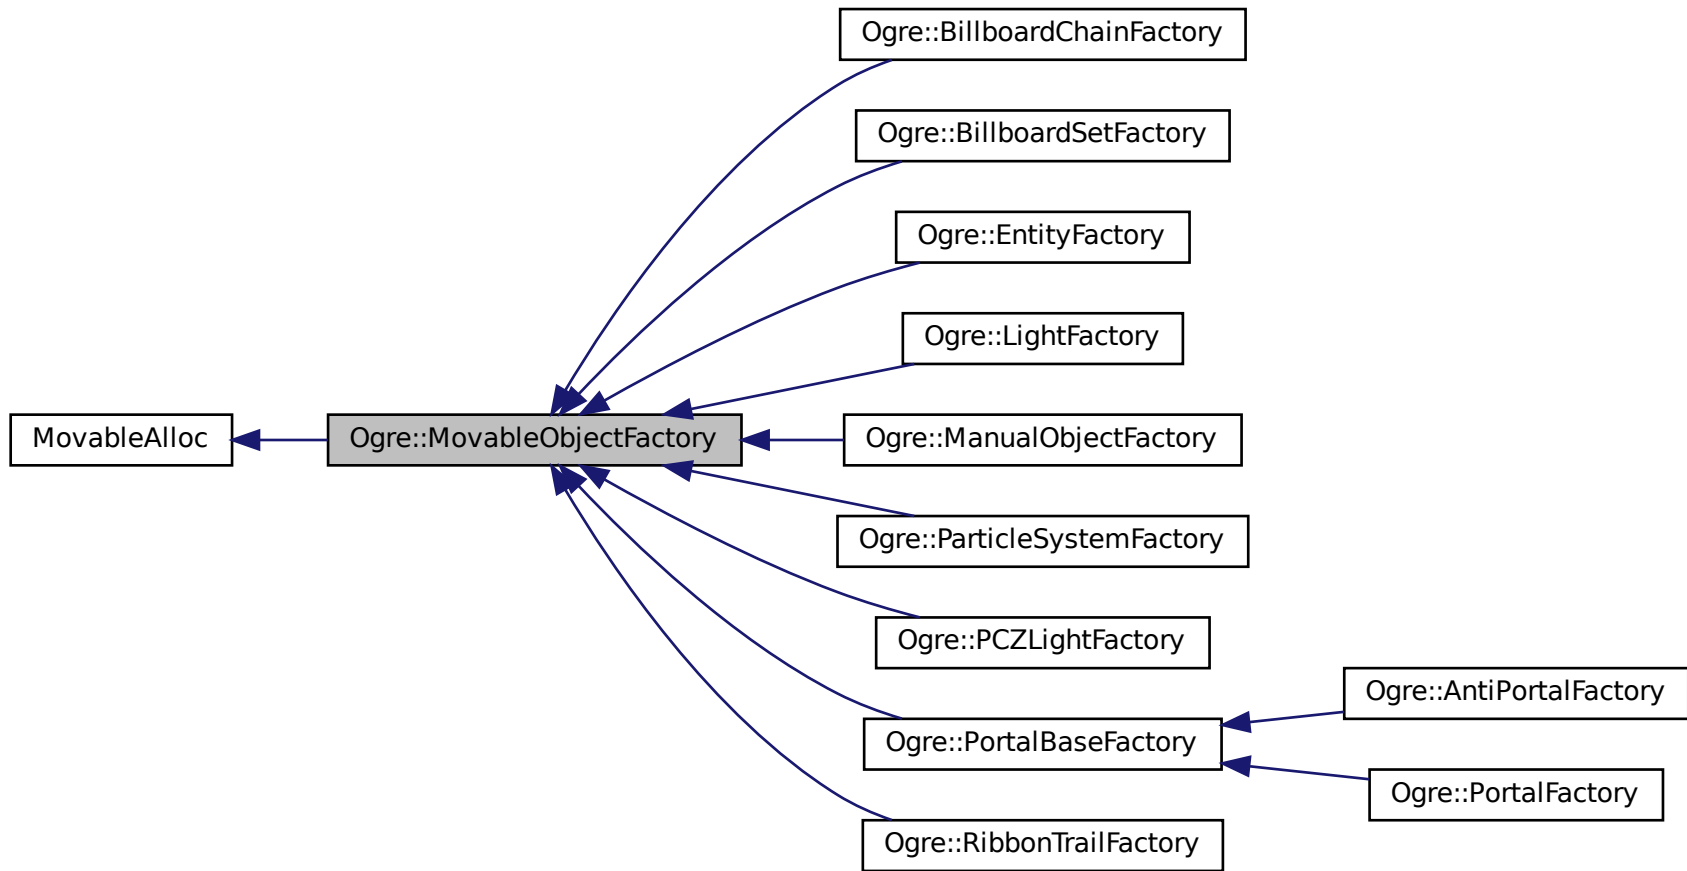 Ogre::BillboardChainFactory
Ogre::BillboardSetFactory
Ogre::EntityFactory
Ogre::LightFactory
MovableAlloc
Ogre::MovableObjectFactory
Ogre::ManualObjectFactory
Ogre::ParticleSystemFactory
Ogre::PCZLightFactory
Ogre::AntiPortalFactory
Ogre::PortalBaseFactory
Ogre::PortalFactory
Ogre::RibbonTrailFactory